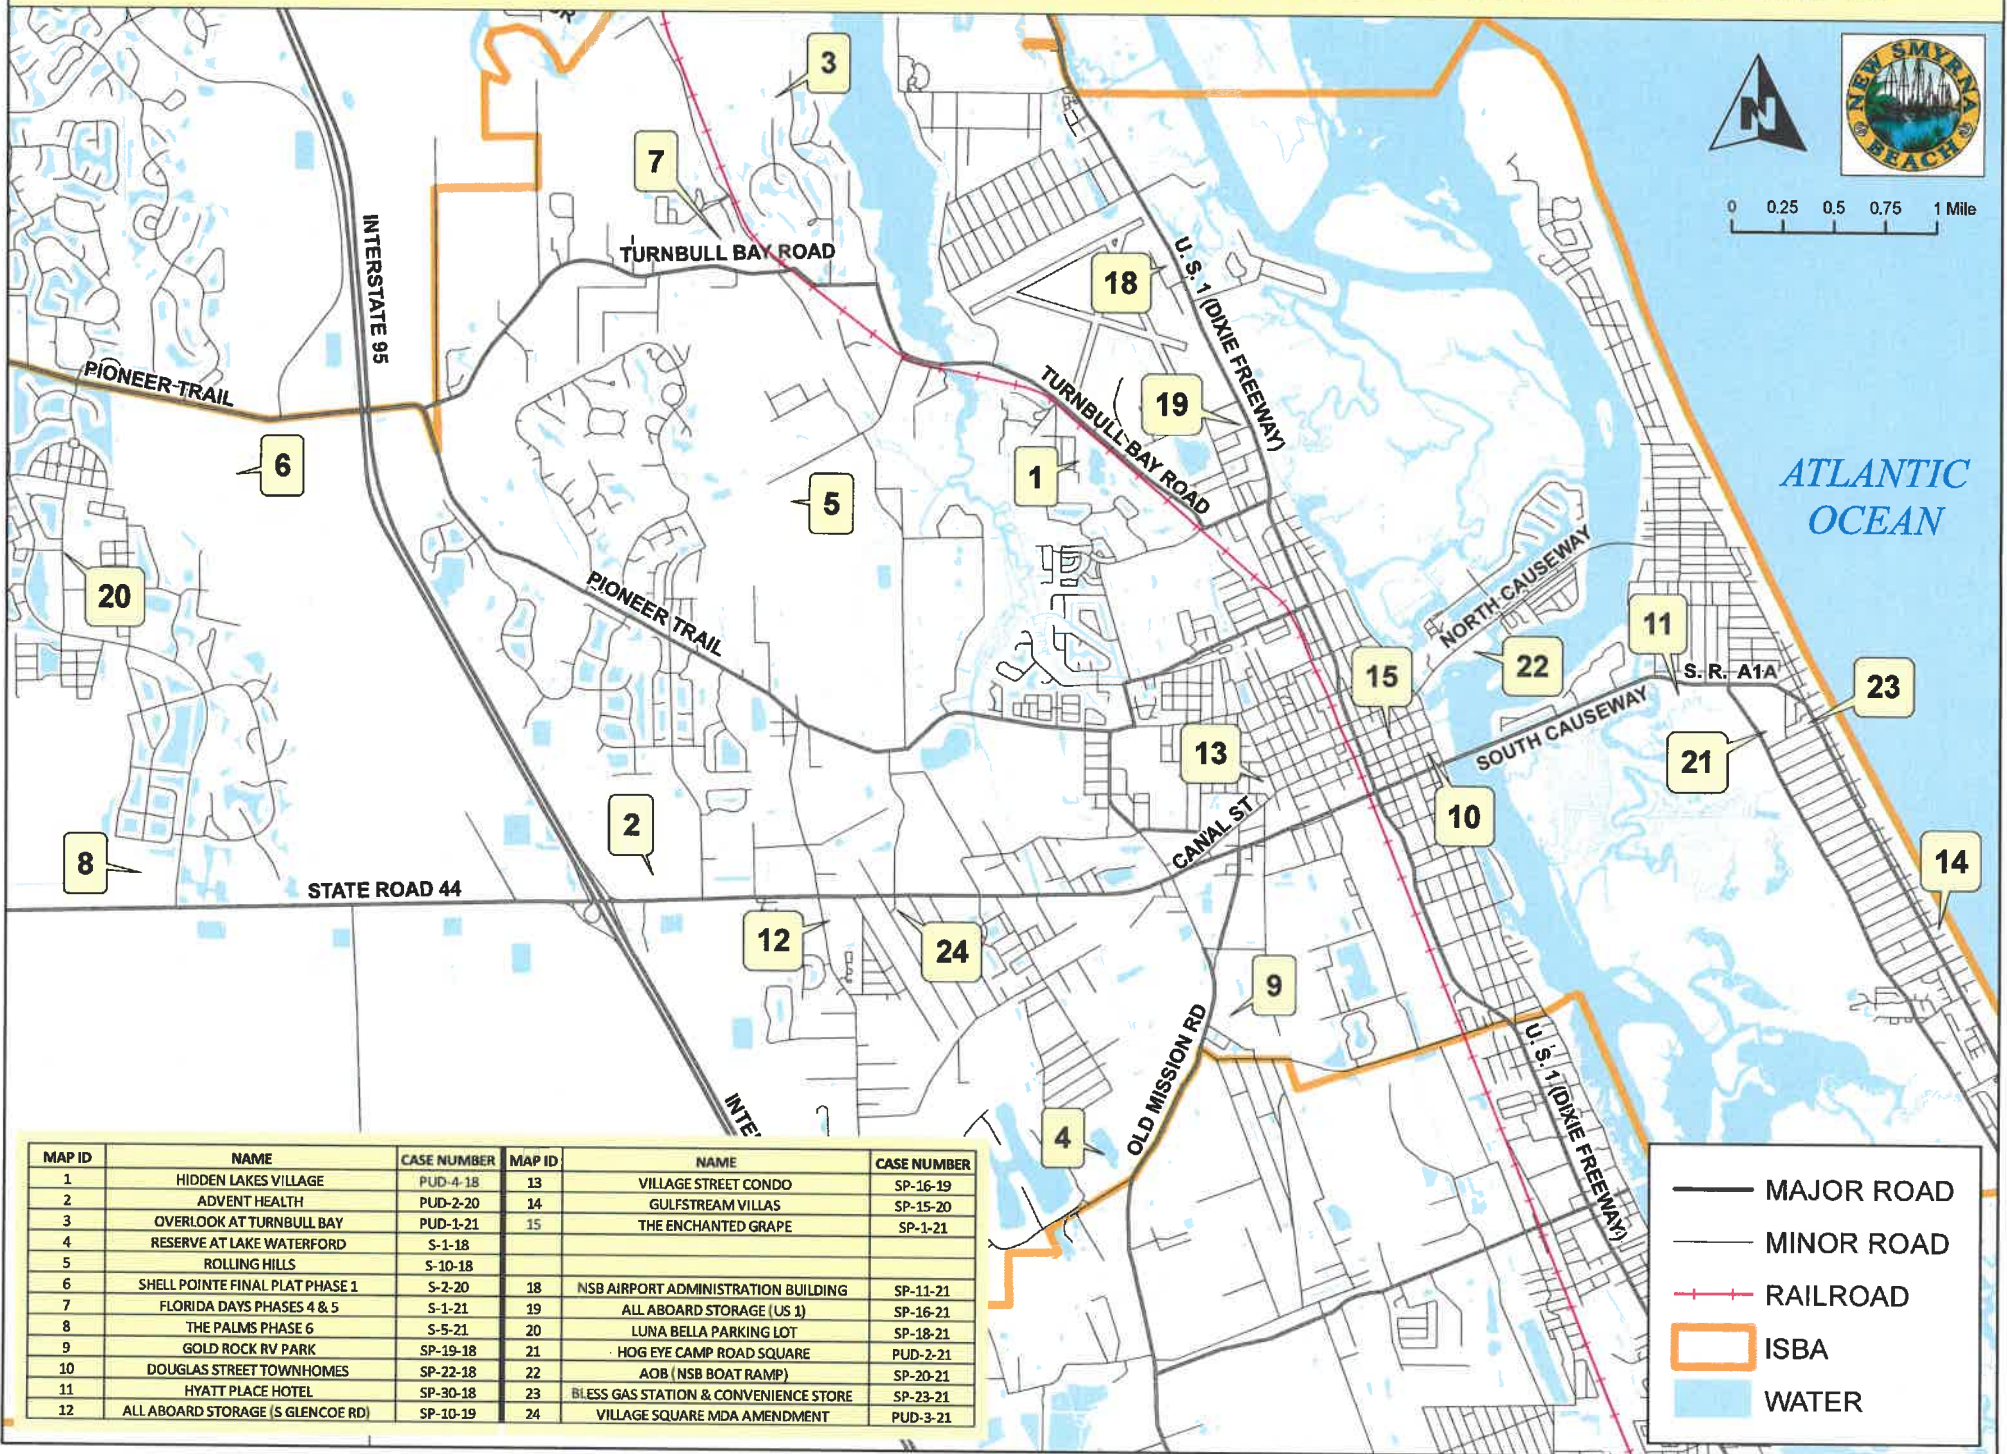 NEW SMYRNA BEACH
N
0 0.25 0.5 0.75 1 Mile
3
7
TURNBULL BAY ROAD
INTERSTATE 95
18
U. S. 1 (DIXIE FREEWAY)
PIONEER TRAIL
TURNBULL BAY ROAD
19
6
1
5
ATLANTIC
OCEAN
20
PIONEER TRAIL
NORTH CAUSEWAY
11
22
15
S. R. A1A
23
SOUTH CAUSEWAY
13
21
2
10
CANAL ST
8
14
STATE ROAD 44
12
24
9
OLD MISSION RD
U. S. 1 (DIXIE FREEWAY)
INTE
4
MAP ID NAME CASE NUMBER MAP ID NAME CASE NUMBER
1 HIDDEN LAKES VILLAGE PUD-4-18 13 VILLAGE STREET CONDO SP-16-19
2 ADVENT HEALTH PUD-2-20 14 GULFSTREAM VILLAS SP-15-20
3 OVERLOOK AT TURNBULL BAY PUD-1-21 15 THE ENCHANTED GRAPE SP-1-21
4 RESERVE AT LAKE WATERFORD S-1-18
5 ROLLING HILLS S-10-18
6 SHELL POINTE FINAL PLAT PHASE 1 S-2-20 18 NSB AIRPORT ADMINISTRATION BUILDING SP-11-21
7 FLORIDA DAYS PHASES 4 & 5 S-1-21 19 ALL ABOARD STORAGE (US 1) SP-16-21
8 THE PALMS PHASE 6 S-5-21 20 LUNA BELLA PARKING LOT SP-18-21
9 GOLD ROCK RV PARK SP-19-18 21 HOG EYE CAMP ROAD SQUARE PUD-2-21
10 DOUGLAS STREET TOWNHOMES SP-22-18 22 AOB (NSB BOAT RAMP) SP-20-21
11 HYATT PLACE HOTEL SP-30-18 23 BLESS GAS STATION & CONVENIENCE STORE SP-23-21
12 ALL ABOARD STORAGE (S GLENCOE RD) SP-10-19 24 VILLAGE SQUARE MDA AMENDMENT PUD-3-21
MAJOR ROAD
MINOR ROAD
RAILROAD
ISBA
WATER